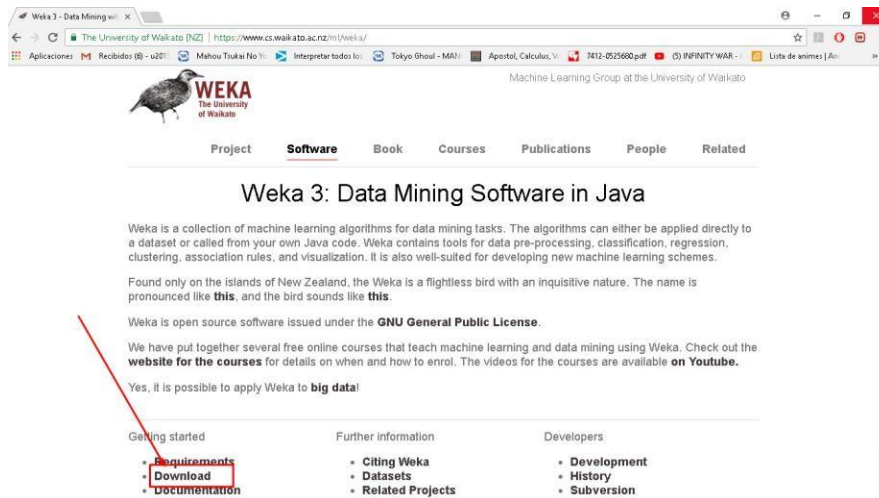 Weka 3 - Data Mining wit
The University of Waikato [NZ] | https://www.cs.waikato.ac.nz/ml/weka/
Aplicaciones Recibidos (6) - u201 Mahou Tsukai No Yo Interpretar todos los Tokyo Ghoul - MAN Apostol, Calculus, V 7412-0525680.pdf (5) INFINITY WAR - Lista de animes | An »
WEKA
The University
of Waikato
Machine Learning Group at the University of Waikato
Project Software Book Courses Publications People Related
Weka 3: Data Mining Software in Java
Weka is a collection of machine learning algorithms for data mining tasks. The algorithms can either be applied directly to
a dataset or called from your own Java code. Weka contains tools for data pre-processing, classification, regression,
clustering, association rules, and visualization. It is also well-suited for developing new machine learning schemes.
Found only on the islands of New Zealand, the Weka is a flightless bird with an inquisitive nature. The name is
pronounced like this, and the bird sounds like this.
Weka is open source software issued under the GNU General Public License.
We have put together several free online courses that teach machine learning and data mining using Weka. Check out the
website for the courses for details on when and how to enrol. The videos for the courses are available on Youtube.
Yes, it is possible to apply Weka to big data!
Getting started Further information Developers
• Requirements • Citing Weka • Development
• Download • Datasets • History
• Documentation • Related Projects • Subversion